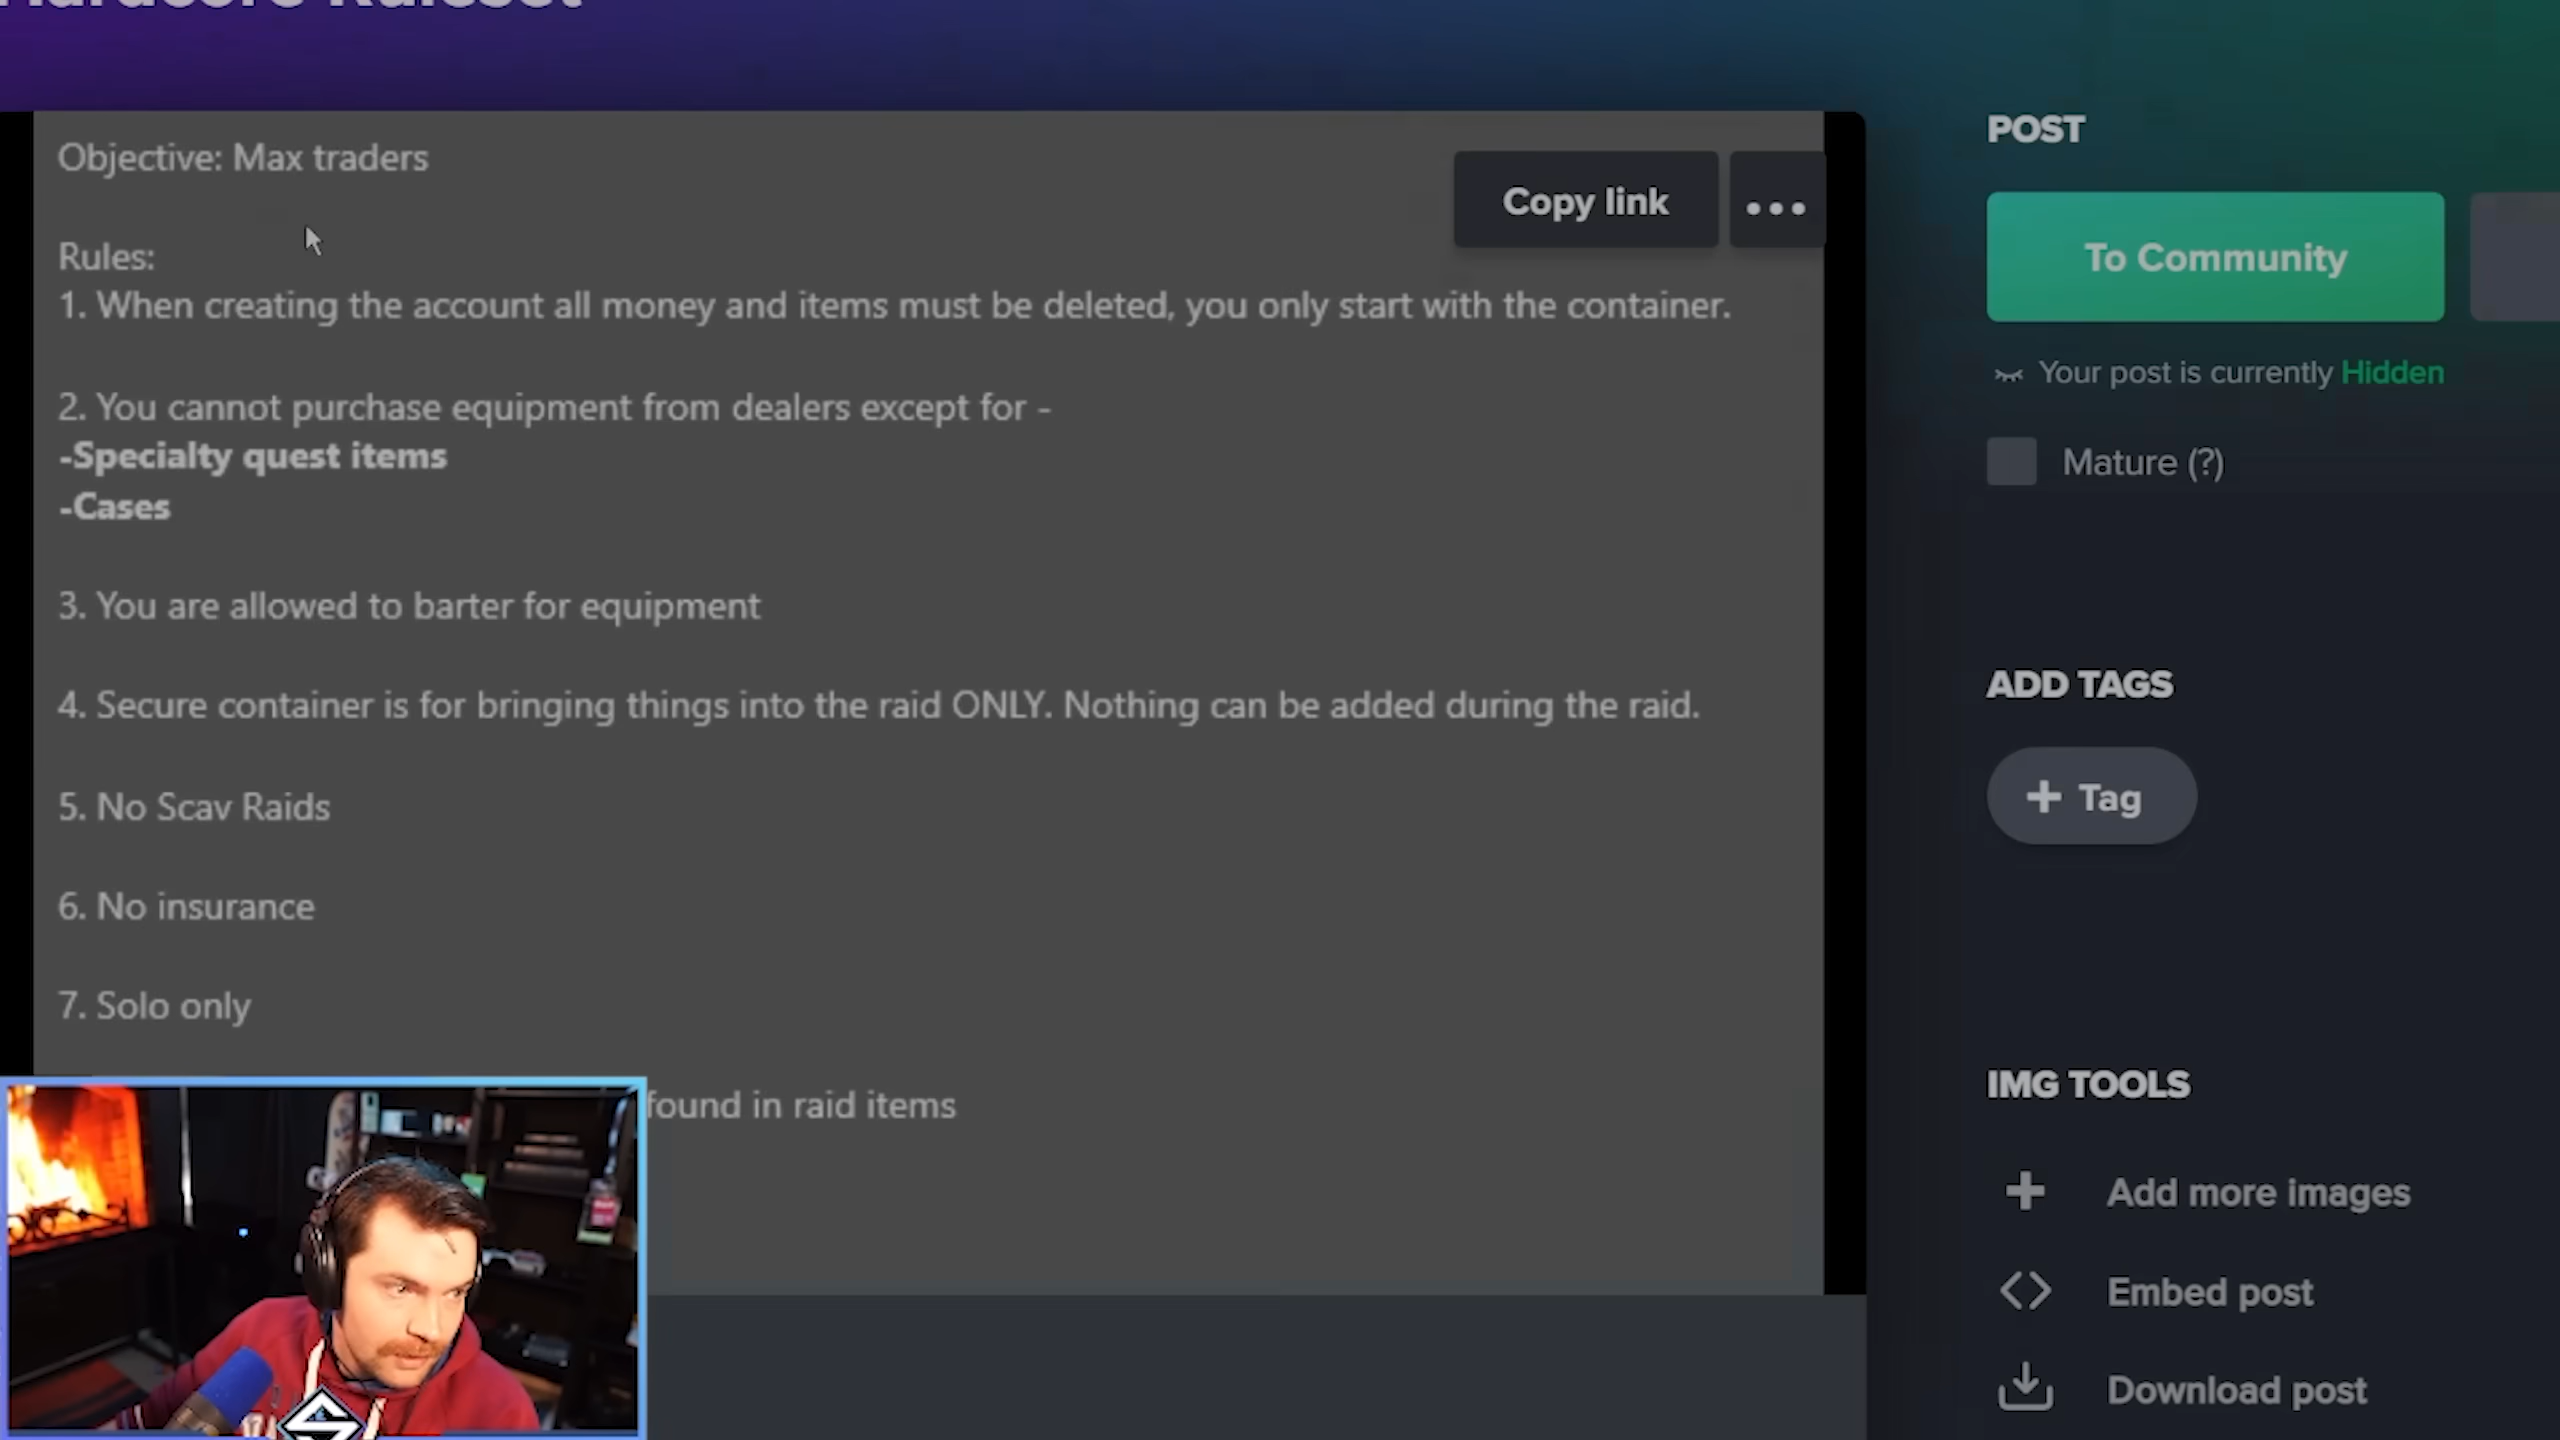 Hardcore Ruleset
Objective: Max traders
Rules:
1. When creating the account all money and items must be deleted, you only start with the container.
2. You cannot purchase equipment from dealers except for -
-Specialty quest items
-Cases
3. You are allowed to barter for equipment
4. Secure container is for bringing things into the raid ONLY. Nothing can be added during the raid.
5. No Scav Raids
6. No insurance
7. Solo only
found in raid items
Copy link
POST
To Community
Your post is currently Hidden
Mature (?)
ADD TAGS
+ Tag
IMG TOOLS
Add more images
Embed post
Download post